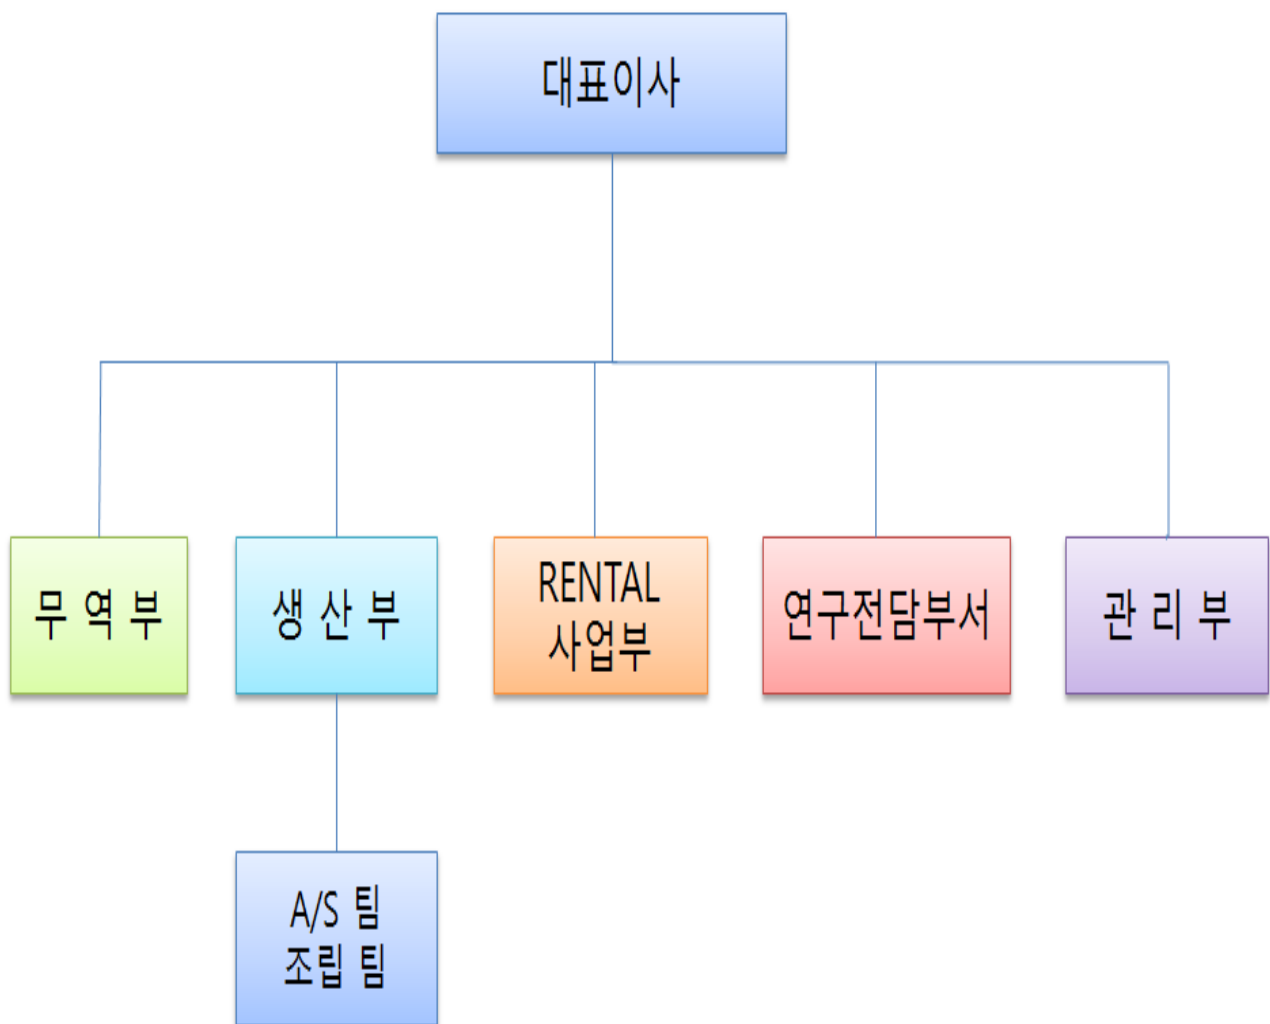 대표이사
무 역 부
생 산 부
RENTAL
사업부
연구전담부서
관 리 부
A/S 팀
조립 팀